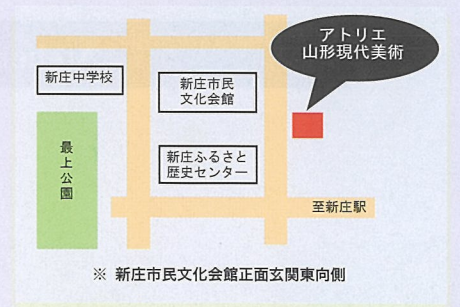 アトリエ
山形現代美術
新庄中学校
新庄市民
文化会館
最上公園
新庄ふるさと
歴史センター
至新庄駅
※ 新庄市民文化会館正面玄関東向側